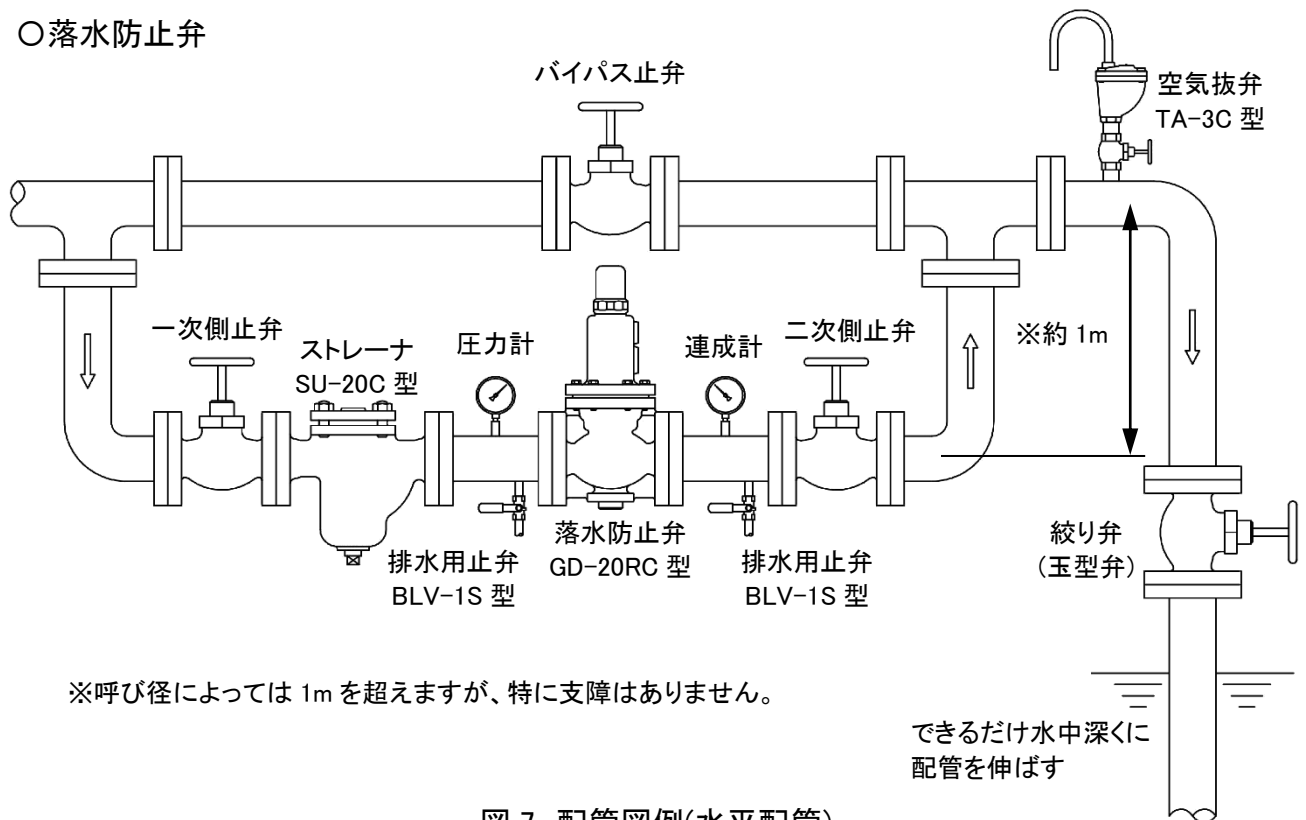 〇落水防止弁
バイパス止弁
空気抜弁
TA-3C 型
一次側止弁
ストレーナ
SU-20C 型
圧力計
連成計
二次側止弁
※約 1m
排水用止弁
BLV-1S 型
落水防止弁
GD-20RC 型
排水用止弁
BLV-1S 型
絞り弁
(玉型弁)
※呼び径によっては 1m を超えますが、特に支障はありません。
できるだけ水中深くに
配管を伸ばす
図 7 配管図例(水平配管)